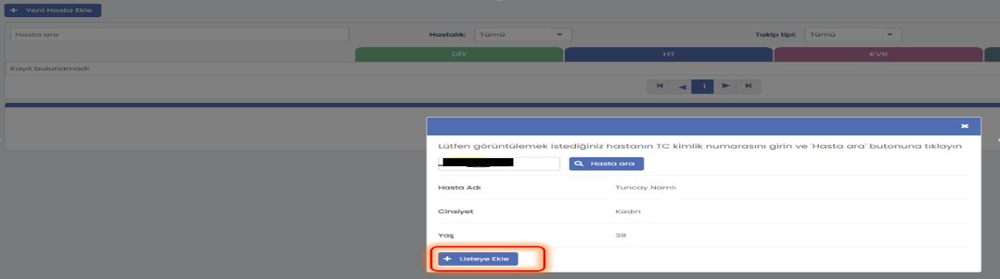 Yeni Hasta Ekle
Hasta ara Hastalık: Tümü Takip tipi: Tümü
DİY HT KVR
Kayıt bulunamadı
1
Lütfen görüntülemek istediğiniz hastanın TC kimlik numarasını girin ve 'Hasta ara' butonuna tıklayın
Hasta ara
Hasta Adı Tuncay Namlı
Cinsiyet Kadın
Yaş 38
Listeye Ekle